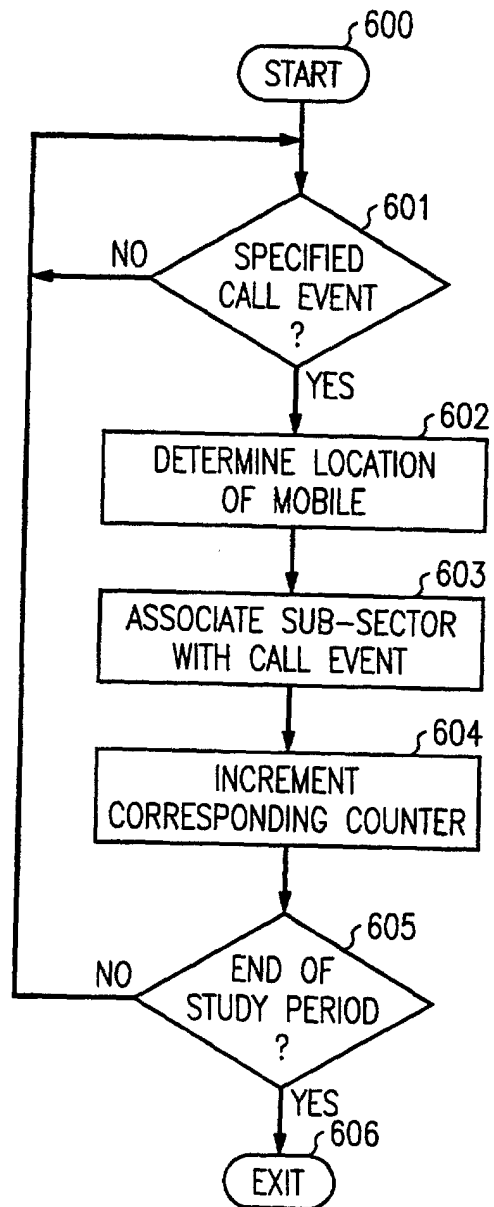 600
START
601
NO
SPECIFIED
CALL EVENT
?
YES
602
DETERMINE LOCATION
OF MOBILE
603
ASSOCIATE SUB-SECTOR
WITH CALL EVENT
604
INCREMENT
CORRESPONDING COUNTER
605
NO
END OF
STUDY PERIOD
?
YES
606
EXIT